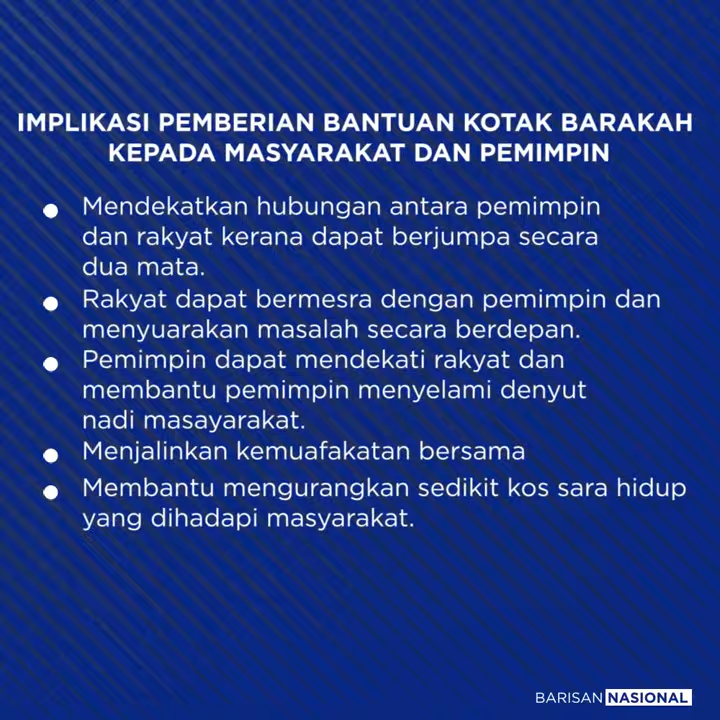 IMPLIKASI PEMBERIAN BANTUAN KOTAK BARAKAH
KEPADA MASYARAKAT DAN PEMIMPIN
● Mendekatkan hubungan antara pemimpin
dan rakyat kerana dapat berjumpa secara
dua mata.
● Rakyat dapat bermesra dengan pemimpin dan
menyuarakan masalah secara berdepan.
● Pemimpin dapat mendekati rakyat dan
membantu pemimpin menyelami denyut
nadi masayarakat.
● Menjalinkan kemuafakatan bersama
● Membantu mengurangkan sedikit kos sara hidup
yang dihadapi masyarakat.
BARISAN NASIONAL